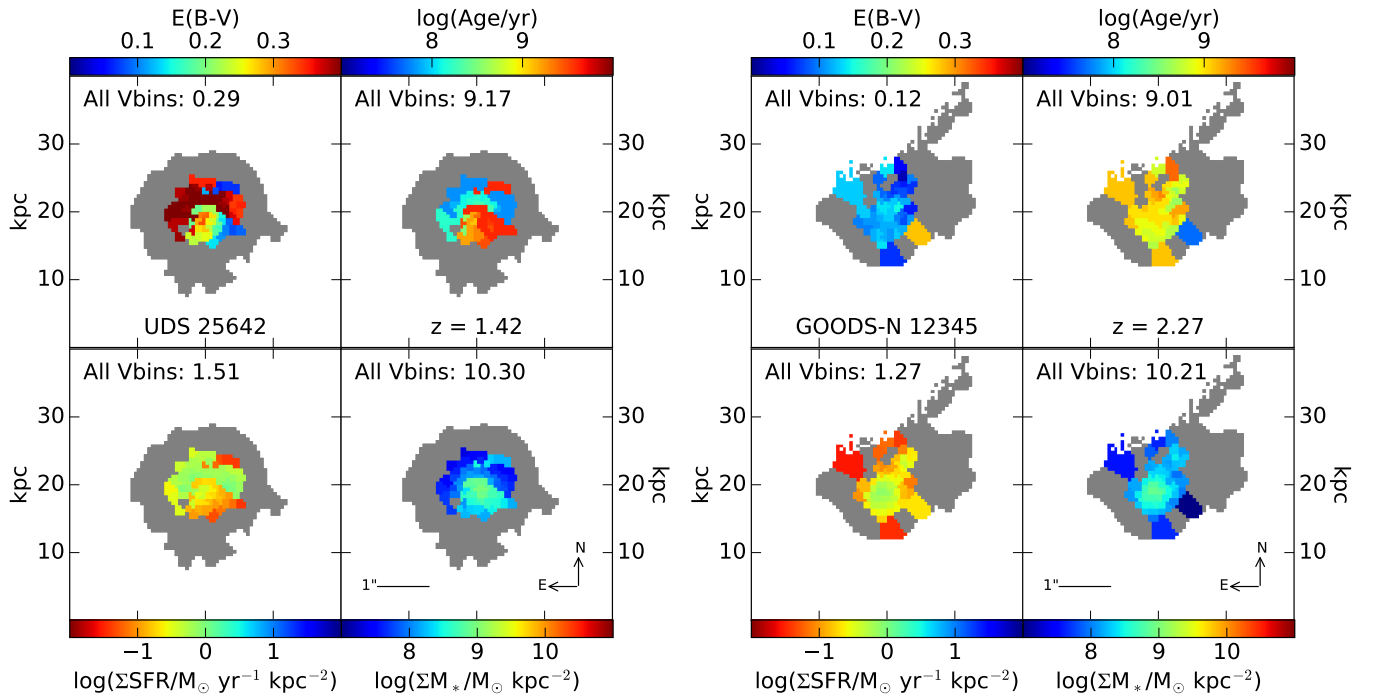 E(B-V) log(Age/yr) E(B-V) log(Age/yr)
0.1 0.2 0.3 8 9 0.1 0.2 0.3 8 9
All Vbins: 0.29 All Vbins: 9.17 All Vbins: 0.12 All Vbins: 9.01
30 30 30 30
kpc 20 20 kpc kpc 20 20 kpc
10 10 10 10
UDS 25642 z = 1.42 GOODS-N 12345 z = 2.27
All Vbins: 1.51 All Vbins: 10.30 All Vbins: 1.27 All Vbins: 10.21
30 30 30 30
kpc 20 20 kpc kpc 20 20 kpc
10 10 10 10
N N
1" E 1" E
−1 0 1 8 9 10 −1 0 1 8 9 10
log(ΣSFR/M⊙ yr⁻¹ kpc⁻²) log(ΣM∗/M⊙ kpc⁻²) log(ΣSFR/M⊙ yr⁻¹ kpc⁻²) log(ΣM∗/M⊙ kpc⁻²)